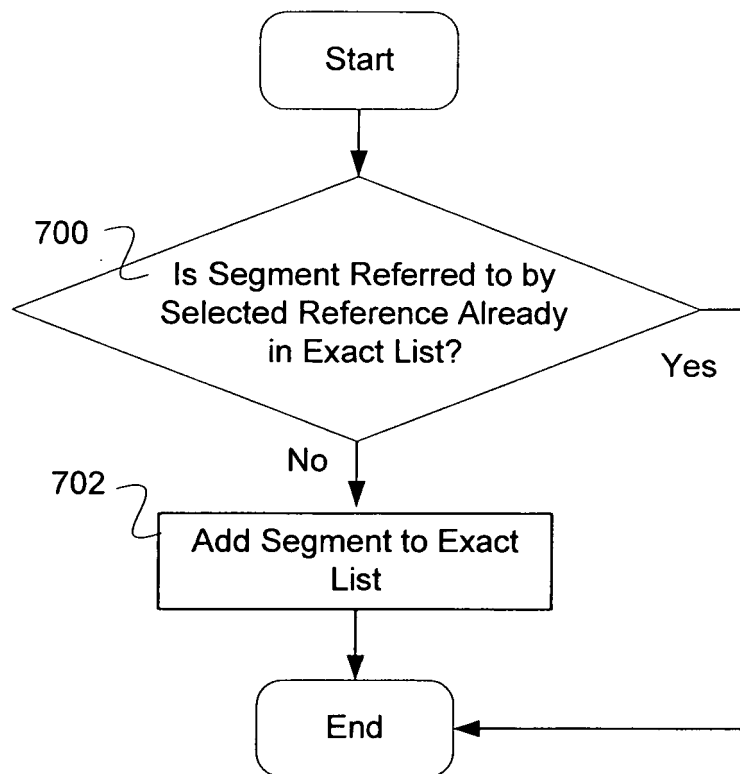 Start
700
Is Segment Referred to by
Selected Reference Already
in Exact List?
Yes
No
702
Add Segment to Exact
List
End